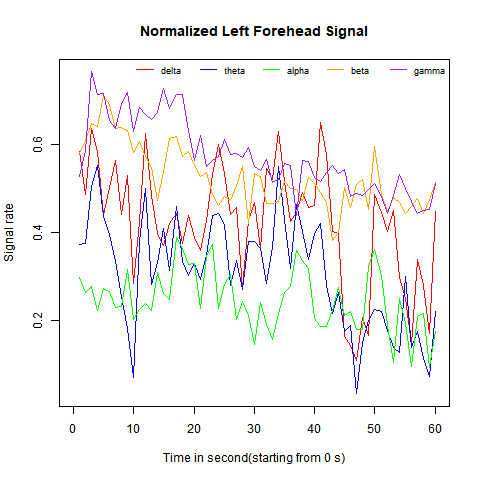 Normalized Left Forehead Signal
delta theta alpha beta gamma
0.6
0.4
0.2
Signal rate
0 10 20 30 40 50 60
Time in second(starting from 0 s)